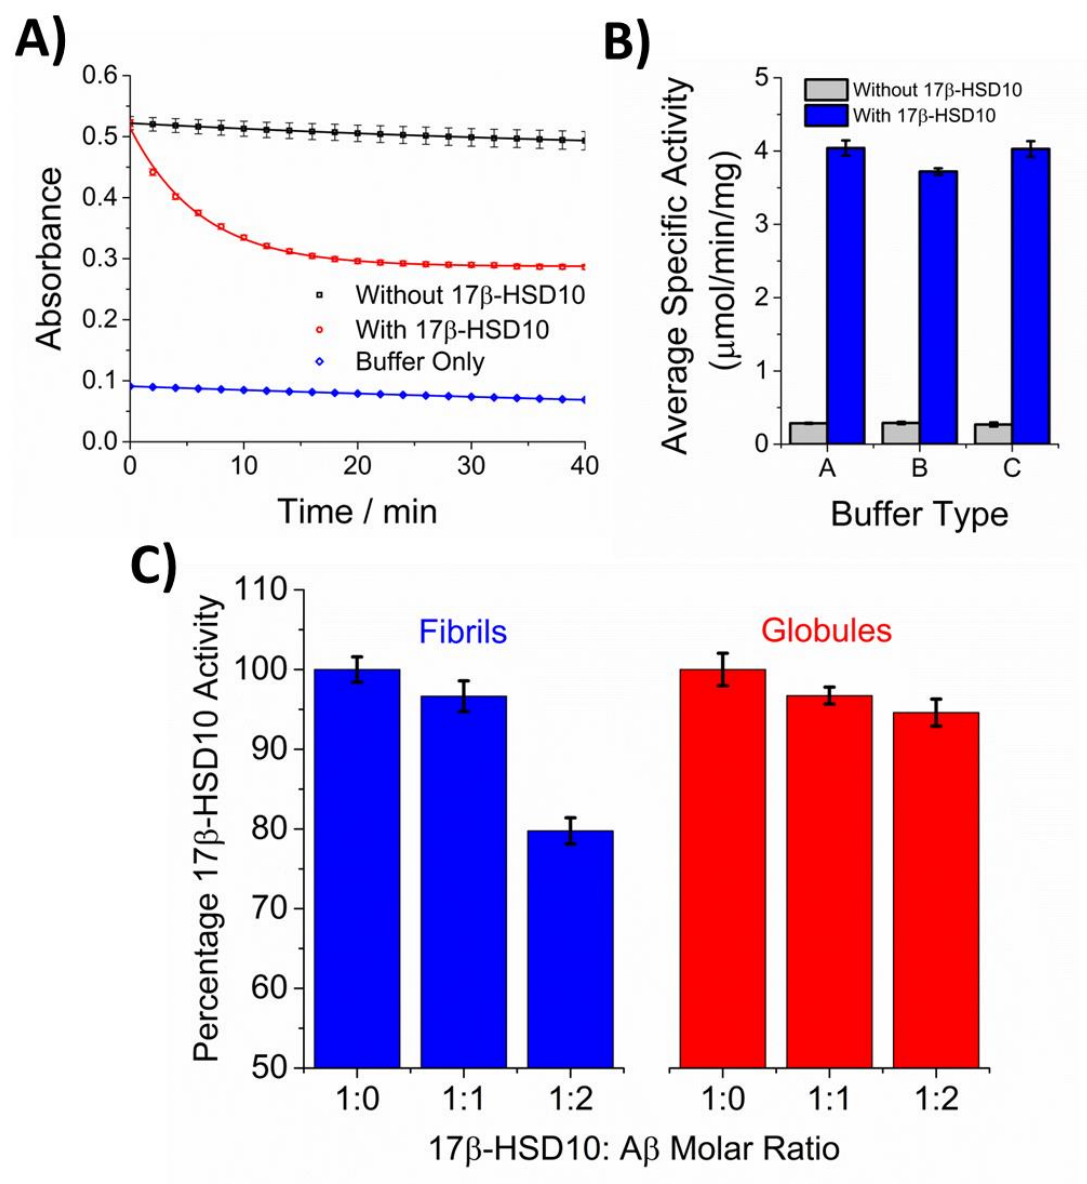 A)
0.6
0.5
0.4
0.3
0.2
0.1
0.0
Absorbance
Without 17β-HSD10
With 17β-HSD10
Buffer Only
0 10 20 30 40
Time / min
B)
5
4
3
2
1
0
Average Specific Activity
(μmol/min/mg)
Without 17β-HSD10
With 17β-HSD10
A B C
Buffer Type
C)
110
100
90
80
70
60
50
Percentage 17β-HSD10 Activity
Fibrils
Globules
1:0 1:1 1:2 1:0 1:1 1:2
17β-HSD10: Aβ Molar Ratio